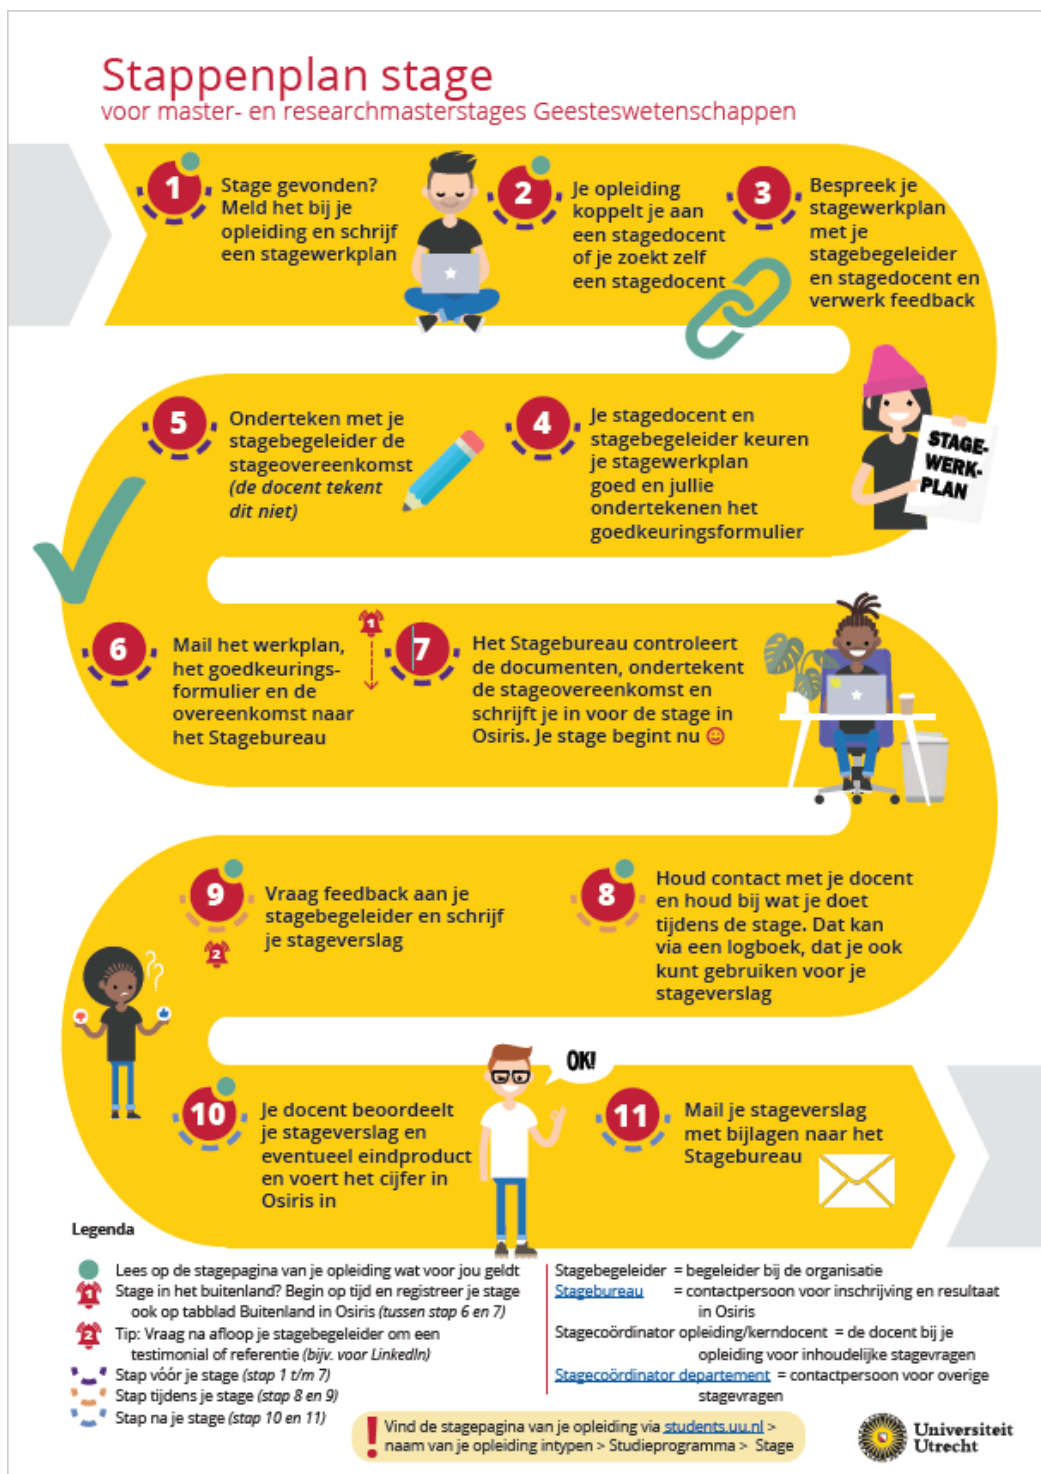 Stappenplan stage
voor master- en researchmasterstages Geesteswetenschappen
1
Stage gevonden?
Meld het bij je
opleiding en schrijf
een stagewerkplan
2
Je opleiding
koppelt je aan
een stagedocent
of je zoekt zelf
een stagedocent
3
Bespreek je
stagewerkplan
met je
stagebegeleider
en stagedocent en
verwerk feedback
STAGE-
WERK-
PLAN
4
Je stagedocent en
stagebegeleider keuren
je stagewerkplan
goed en jullie
ondertekenen het
goedkeuringsformulier
5
Onderteken met je
stagebegeleider de
stageovereenkomst
(de docent tekent
dit niet)
6
Mail het werkplan,
het goedkeurings-
formulier en de
overeenkomst naar
het Stagebureau
1
7
Het Stagebureau controleert
de documenten, ondertekent
de stageovereenkomst en
schrijft je in voor de stage in
Osiris. Je stage begint nu ☺
8
Houd contact met je docent
en houd bij wat je doet
tijdens de stage. Dat kan
via een logboek, dat je ook
kunt gebruiken voor je
stageverslag
9
2
Vraag feedback aan je
stagebegeleider en schrijf
je stageverslag
??
10
Je docent beoordeelt
je stageverslag en
eventueel eindproduct
en voert het cijfer in
Osiris in
OK!
11
Mail je stageverslag
met bijlagen naar het
Stagebureau
Legenda
Lees op de stagepagina van je opleiding wat voor jou geldt
1 Stage in het buitenland? Begin op tijd en registreer je stage
ook op tabblad Buitenland in Osiris (tussen stap 6 en 7)
2 Tip: Vraag na afloop je stagebegeleider om een
testimonial of referentie (bijv. voor LinkedIn)
Stap vóór je stage (stap 1 t/m 7)
Stap tijdens je stage (stap 8 en 9)
Stap na je stage (stap 10 en 11)
Stagebegeleider = begeleider bij de organisatie
Stagebureau = contactpersoon voor inschrijving en resultaat
in Osiris
Stagecoördinator opleiding/kerndocent = de docent bij je
opleiding voor inhoudelijke stagevragen
Stagecoördinator departement = contactpersoon voor overige
stagevragen
! Vind de stagepagina van je opleiding via students.uu.nl >
naam van je opleiding intypen > Studieprogramma > Stage
Universiteit
Utrecht